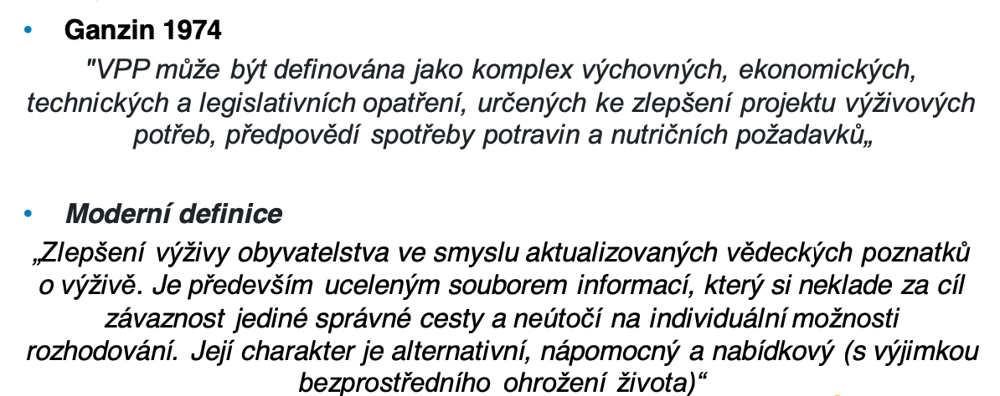 • Ganzin 1974
"VPP může být definována jako komplex výchovných, ekonomických,
technických a legislativních opatření, určených ke zlepšení projektu výživových
potřeb, předpovědí spotřeby potravin a nutričních požadavků„
• Moderní definice
„Zlepšení výživy obyvatelstva ve smyslu aktualizovaných vědeckých poznatků
o výživě. Je především uceleným souborem informací, který si neklade za cíl
závaznost jediné správné cesty a neútočí na individuální možnosti
rozhodování. Její charakter je alternativní, nápomocný a nabídkový (s výjimkou
bezprostředního ohrožení života)“